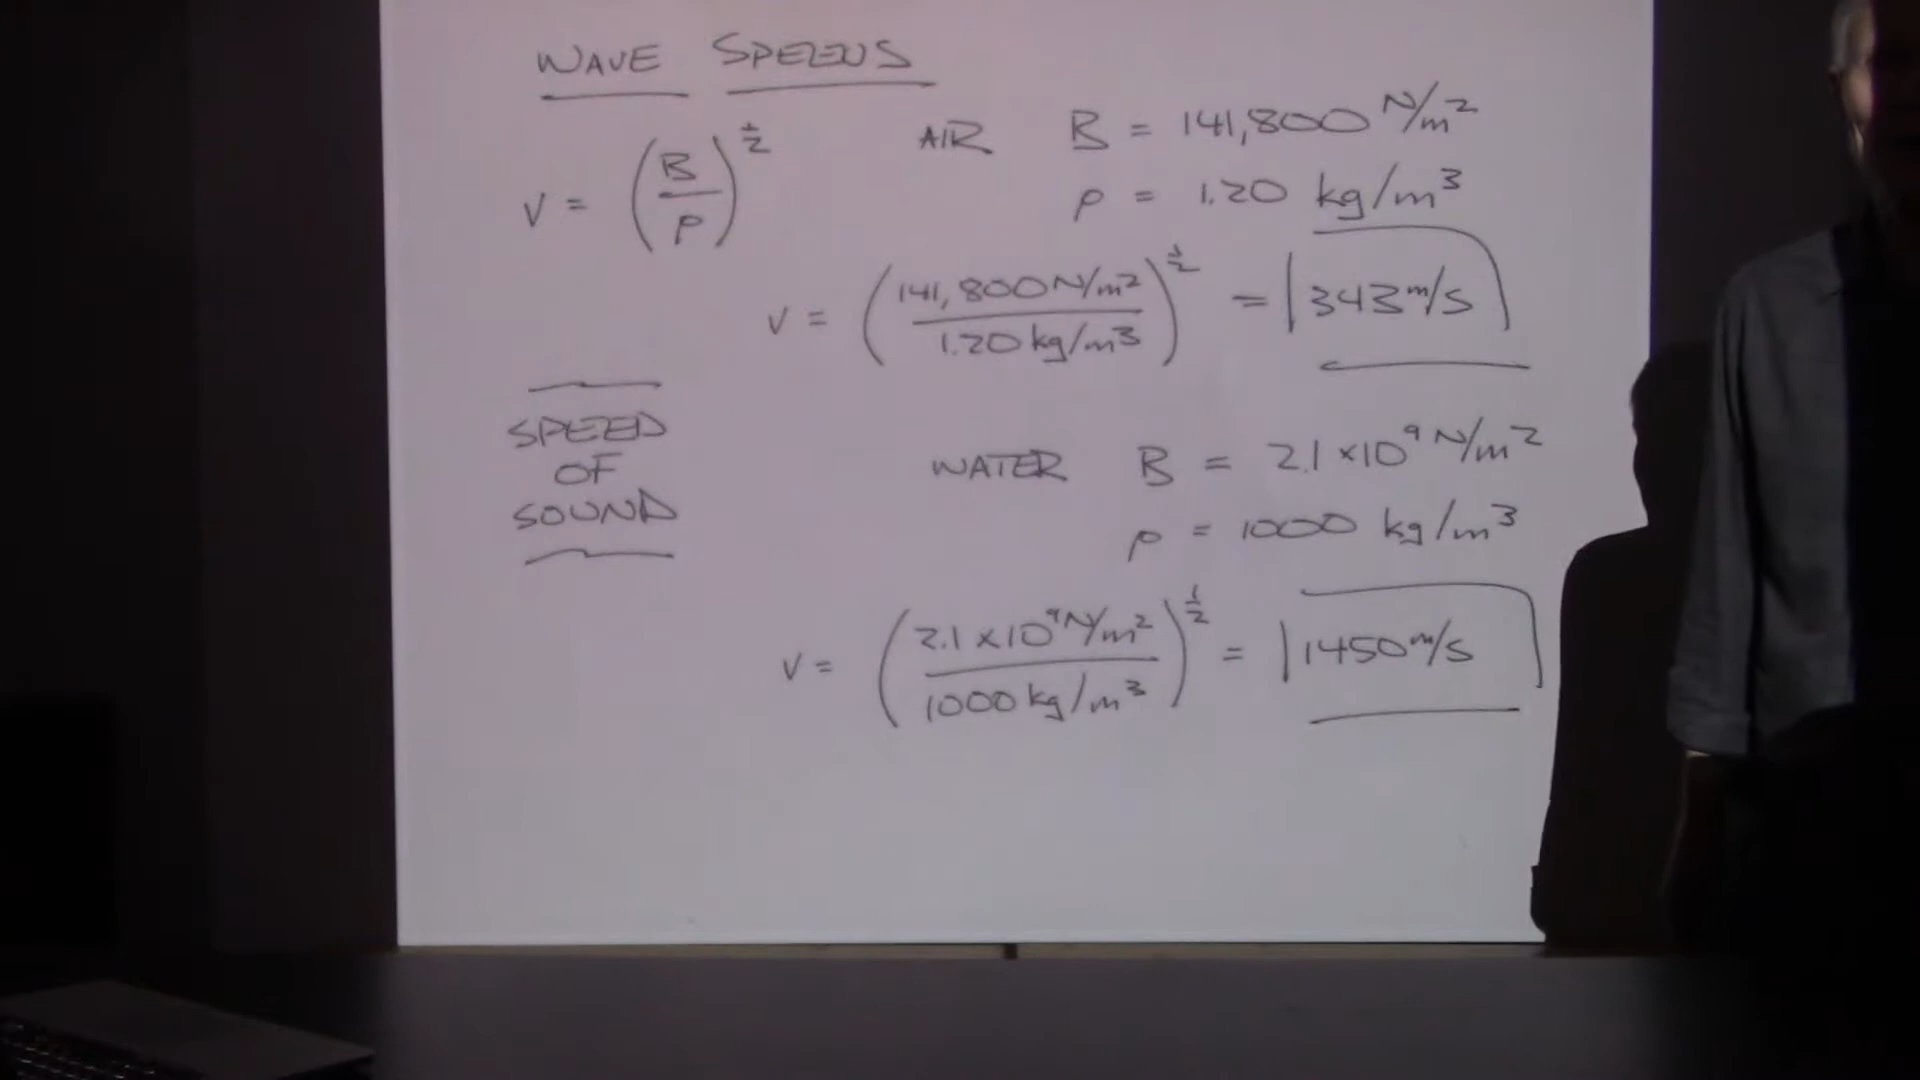 WAVE SPEEDS
V = (B/ρ)^½
AIR B = 141,800 N/m²
ρ = 1.20 kg/m³
V = (141,800 N/m² / 1.20 kg/m³)^½ = 343 m/s
SPEED
OF
SOUND
WATER B = 2.1 ×10⁹ N/m²
ρ = 1000 kg/m³
V = (2.1 ×10⁹ N/m² / 1000 kg/m³)^½ = 1450 m/s